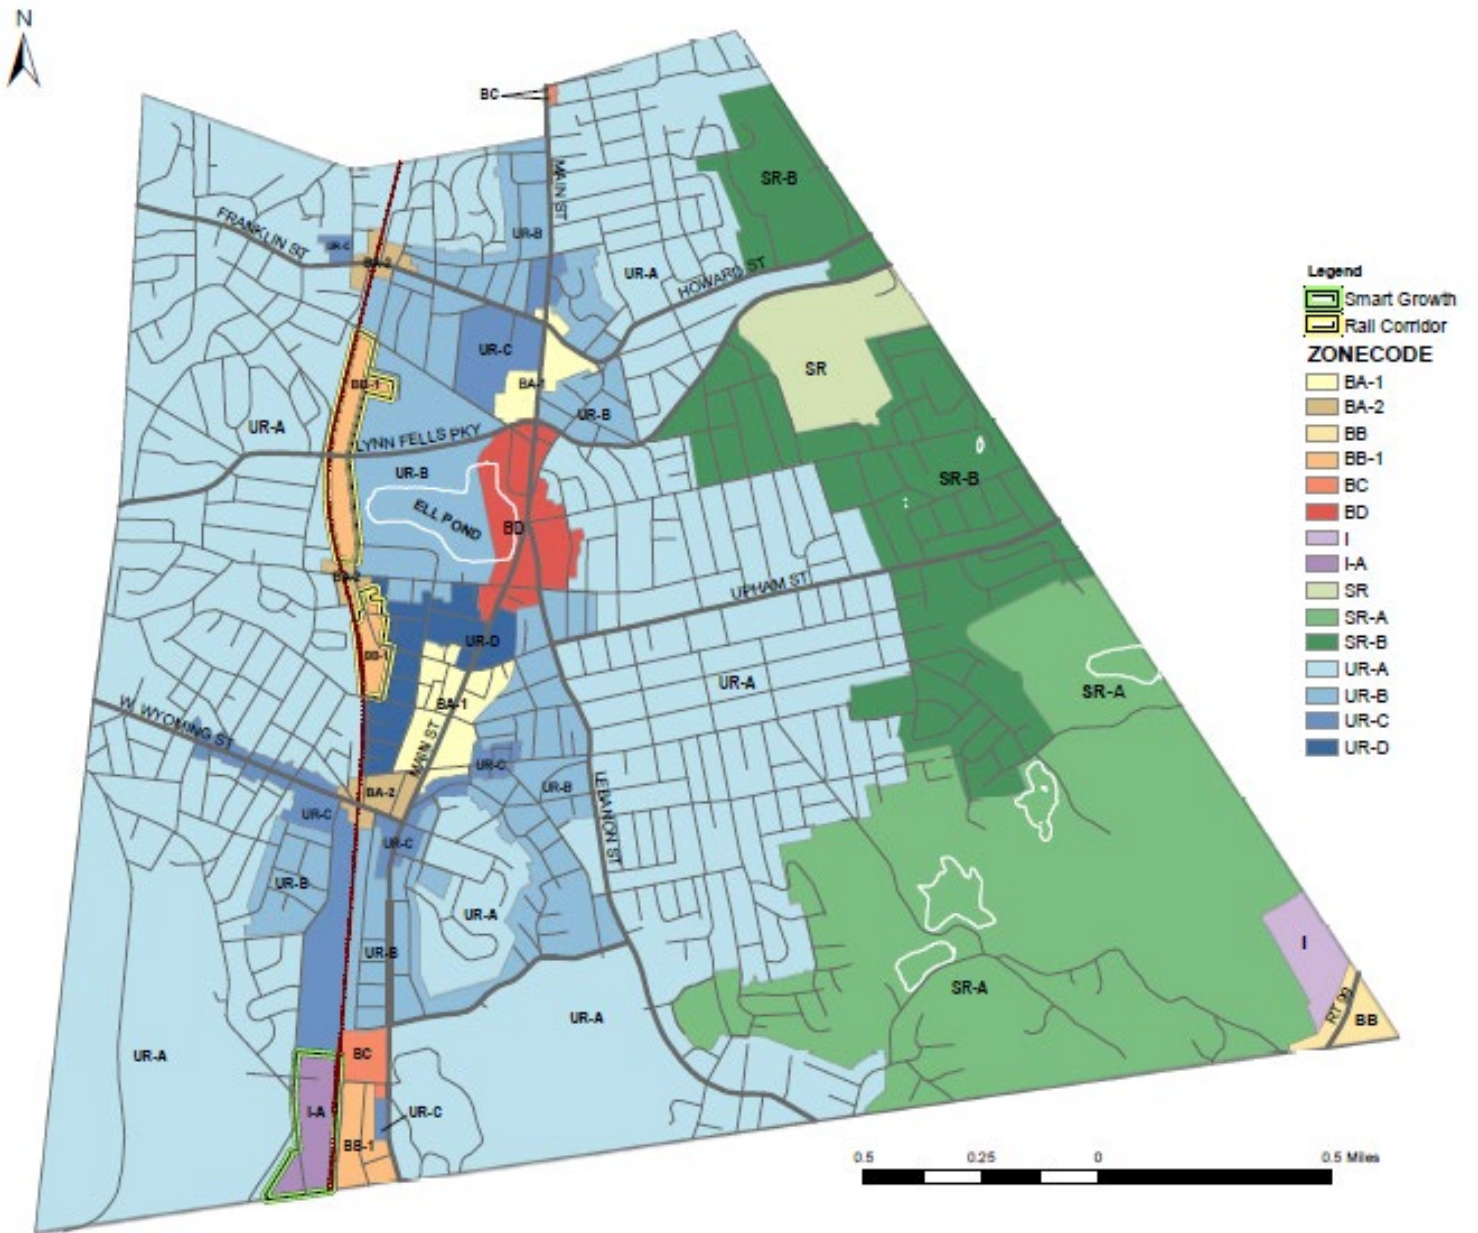 N
BC
MAIN ST
SR-B
FRANKLIN ST
UR-C
UR-B
BA-2
UR-A
HOWARD ST
UR-C
SR
BB-1
BA-1
UR-B
UR-A
LYNN FELLS PKY
UR-B
SR-B
ELL POND
BD
BA-2
UPHAM ST
UR-D
BB-1
UR-A
SR-A
BA-1
W. WYOMING ST
MAIN ST
UR-C
BA-2
UR-B
LEBANON ST
UR-C
UR-C
UR-B
UR-A
UR-B
I
SR-A
RT 99
BB
UR-A
UR-A
BC
I-A
UR-C
BB-1
Legend
Smart Growth
Rail Corridor
ZONECODE
BA-1
BA-2
BB
BB-1
BC
BD
I
I-A
SR
SR-A
SR-B
UR-A
UR-B
UR-C
UR-D
0.5 0.25 0 0.5 Miles